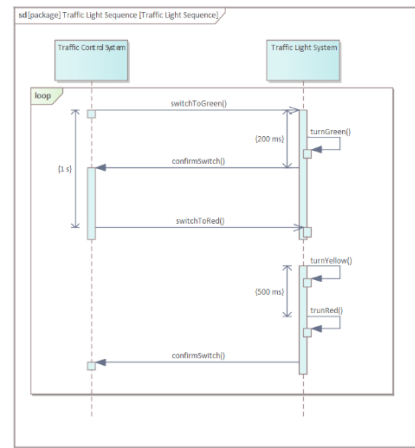 sd [package] Traffic Light Sequence [Traffic Light Sequence]
Traffic Control System
Traffic Light System
loop
switchToGreen()
turnGreen()
{200 ms}
confirmSwitch()
{1 s}
switchToRed()
turnYellow()
{500 ms}
trunRed()
confirmSwitch()